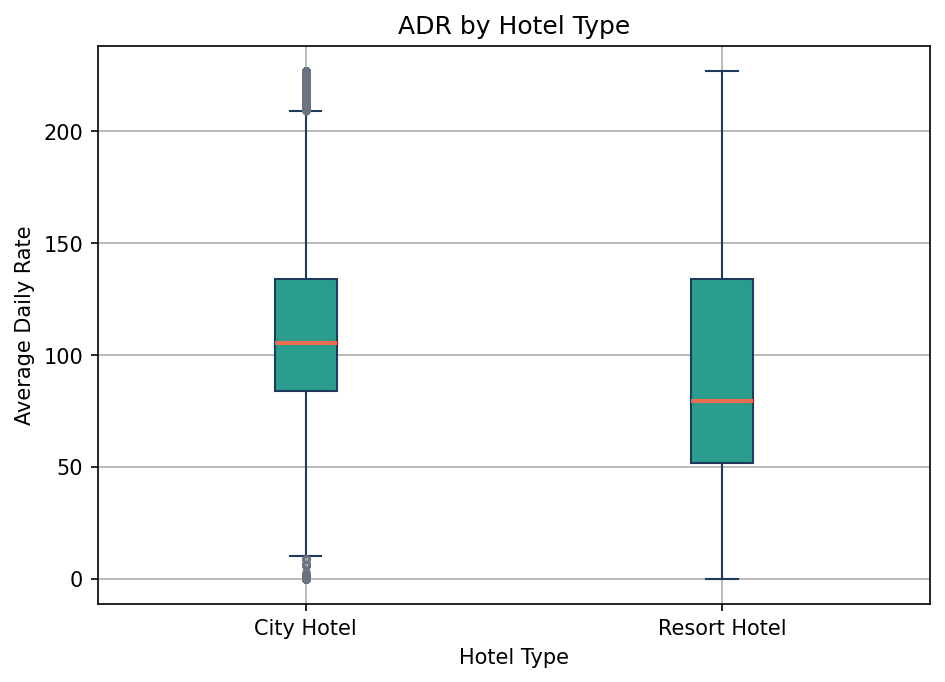 ADR by Hotel Type
Average Daily Rate
200
150
100
50
0
City Hotel
Resort Hotel
Hotel Type